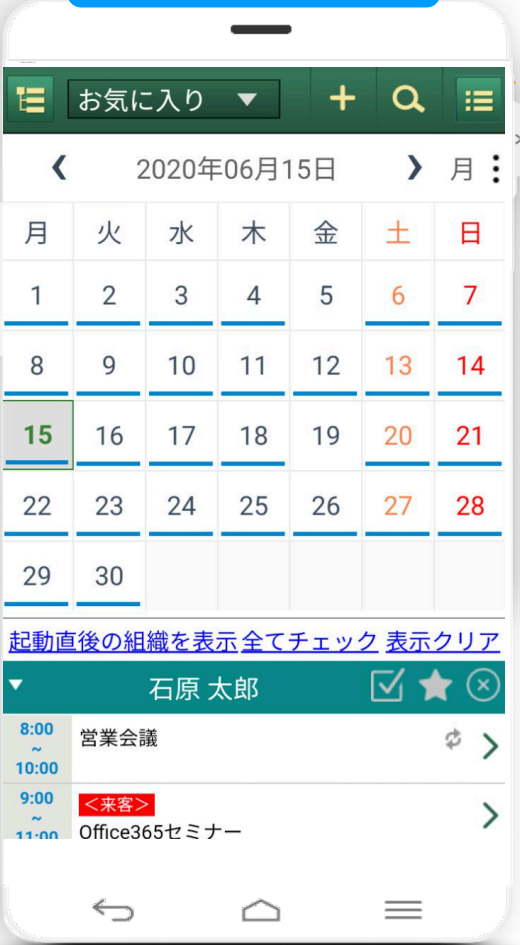 お気に入り
2020年06月15日 月
月 火 水 木 金 土 日
1 2 3 4 5 6 7
8 9 10 11 12 13 14
15 16 17 18 19 20 21
22 23 24 25 26 27 28
29 30
起動直後の組織を表示 全てチェック 表示クリア
石原 太郎
8:00
~
10:00
営業会議
9:00
~
11:00
＜来客＞
Office365セミナー